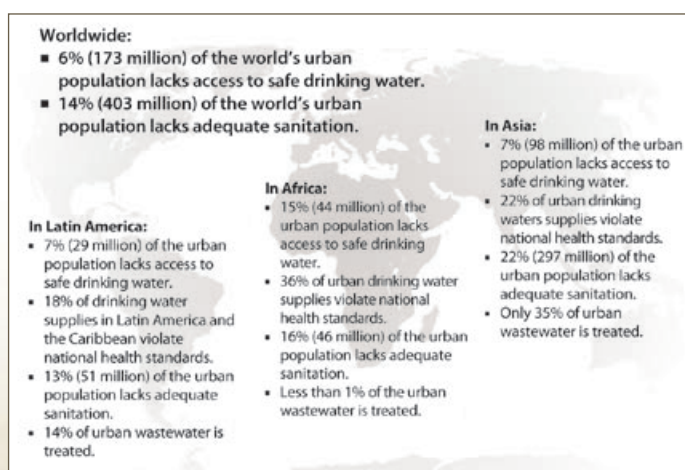 Worldwide:
▪ 6% (173 million) of the world's urban
population lacks access to safe drinking water.
▪ 14% (403 million) of the world's urban
population lacks adequate sanitation.
In Latin America:
▪ 7% (29 million) of the urban
population lacks access to
safe drinking water.
▪ 18% of drinking water
supplies in Latin America and
the Caribbean violate
national health standards.
▪ 13% (51 million) of the urban
population lacks adequate
sanitation.
▪ 14% of urban wastewater is
treated.
In Africa:
▪ 15% (44 million) of the
urban population lacks
access to safe drinking
water.
▪ 36% of urban drinking water
supplies violate national
health standards.
▪ 16% (46 million) of the urban
population lacks adequate
sanitation.
▪ Less than 1% of the urban
wastewater is treated.
In Asia:
▪ 7% (98 million) of the urban
population lacks access to
safe drinking water.
▪ 22% of urban drinking
waters supplies violate
national health standards.
▪ 22% (297 million) of the
urban population lacks
adequate sanitation.
▪ Only 35% of urban
wastewater is treated.